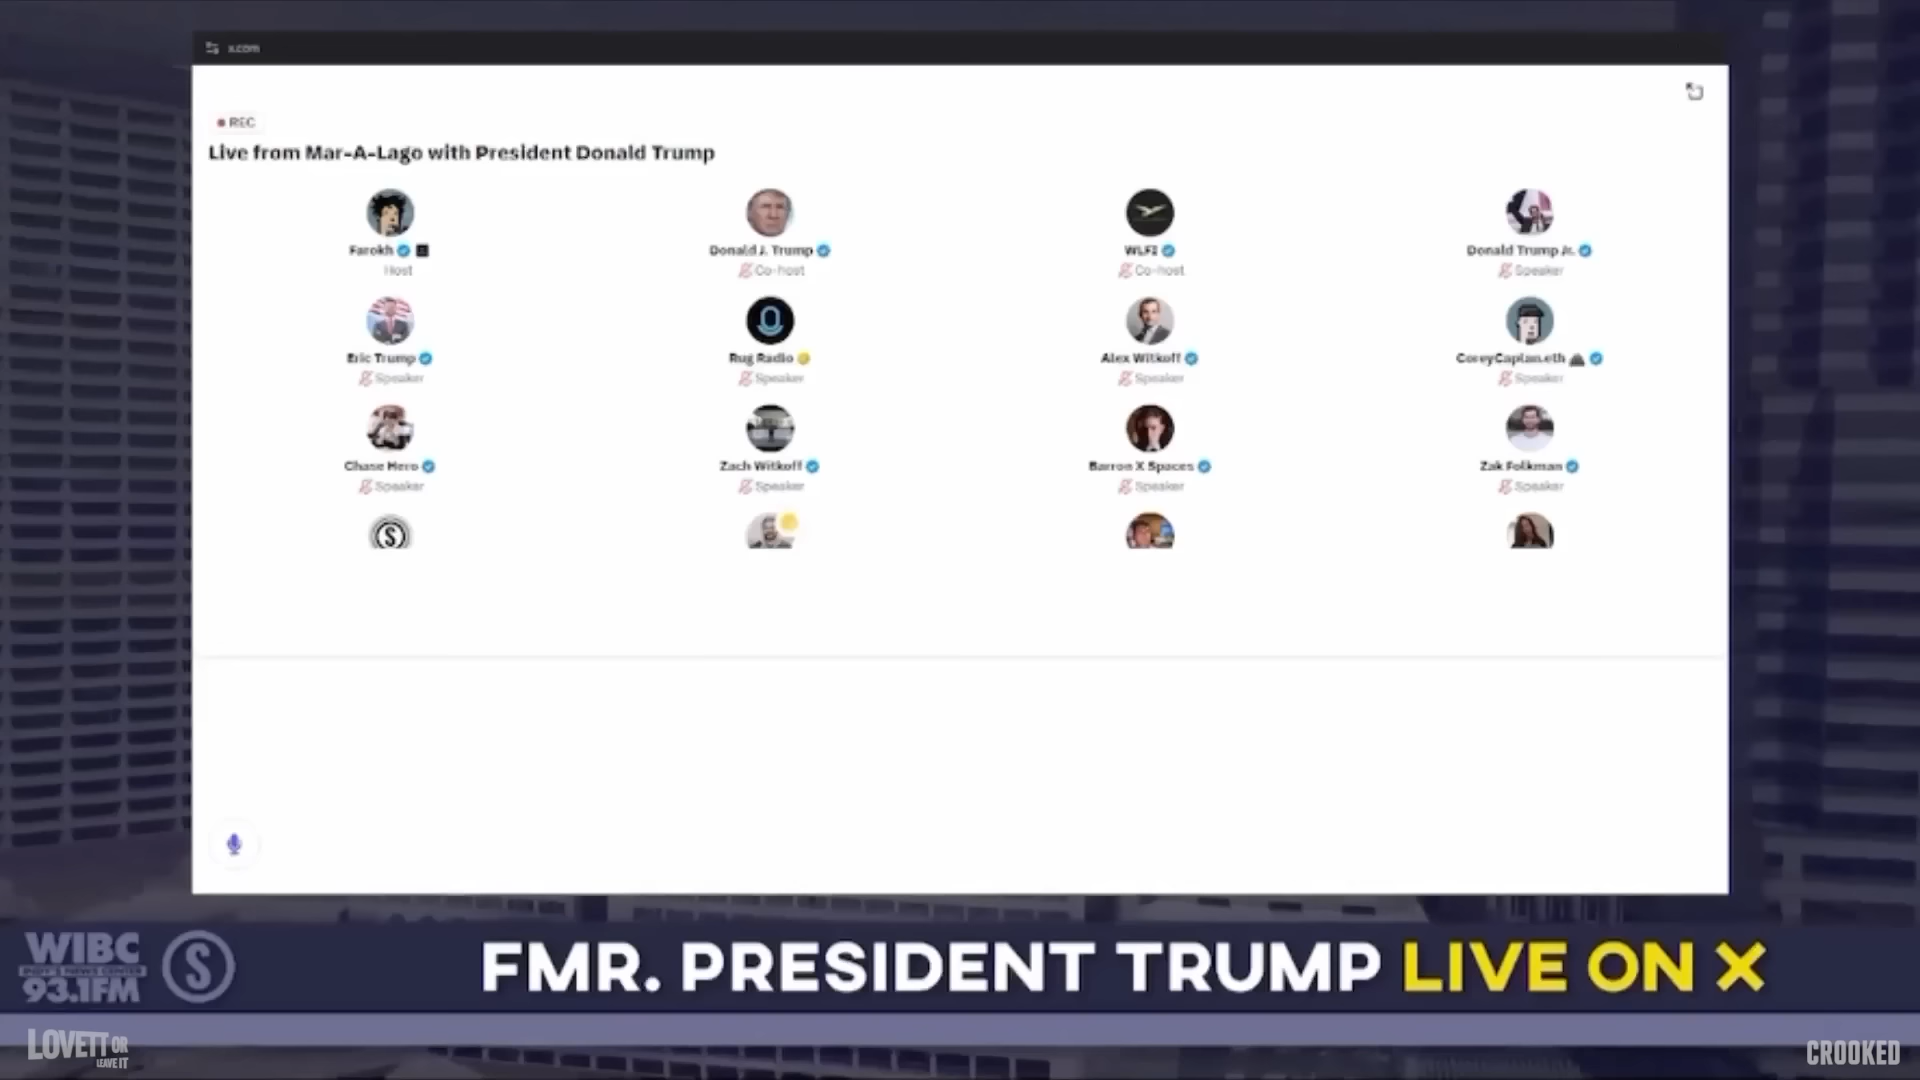 x.com
REC
Live from Mar-A-Lago with President Donald Trump
Farokh
Donald J. Trump
WLFI
Donald Trump Jr.
Host
Co-host
Co-host
Speaker
Eric Trump
Rug Radio
Alex Witkoff
CoreyCaplan.eth
Speaker
Speaker
Speaker
Speaker
Chase Hero
Zach Witkoff
Barron X Spaces
Zak Folkman
Speaker
Speaker
Speaker
Speaker
S
WIBC
INDY'S NEWS CENTER
93.1FM
S
FMR. PRESIDENT TRUMP LIVE ON X
LOVETT OR
LEAVE IT
CROOKED